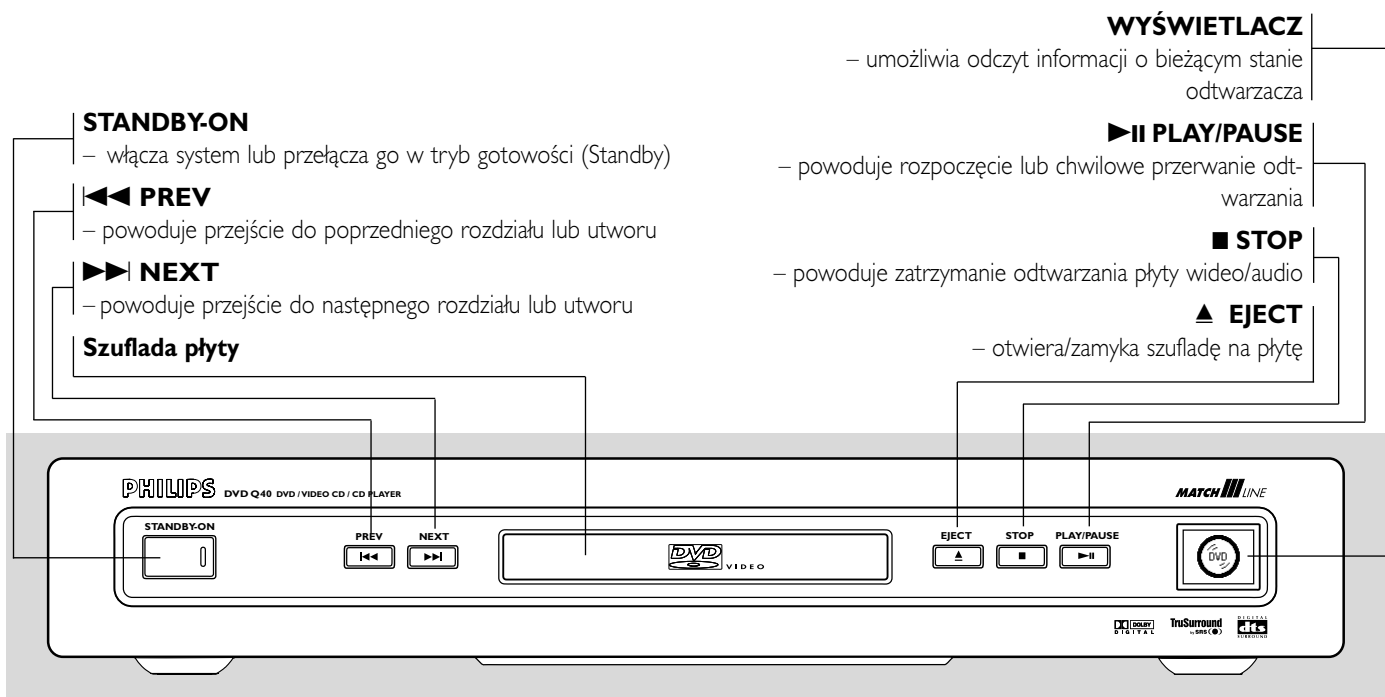 WYŚWIETLACZ
– umożliwia odczyt informacji o bieżącym stanie
odtwarzacza
STANDBY-ON
– włącza system lub przełącza go w tryb gotowości (Standby)
PREV
– powoduje przejście do poprzedniego rozdziału lub utworu
NEXT
– powoduje przejście do następnego rozdziału lub utworu
Szuflada płyty
PLAY/PAUSE
– powoduje rozpoczęcie lub chwilowe przerwanie odt-
warzania
STOP
– powoduje zatrzymanie odtwarzania płyty wideo/audio
EJECT
– otwiera/zamyka szufladę na płytę
PHILIPS DVD Q40 DVD / VIDEO CD / CD PLAYER
MATCH LINE
STANDBY-ON
PREV NEXT
EJECT STOP PLAY/PAUSE
DVD VIDEO
DVD
DOLBY
DIGITAL
TruSurround
by SRS
DIGITAL
dts
SURROUND